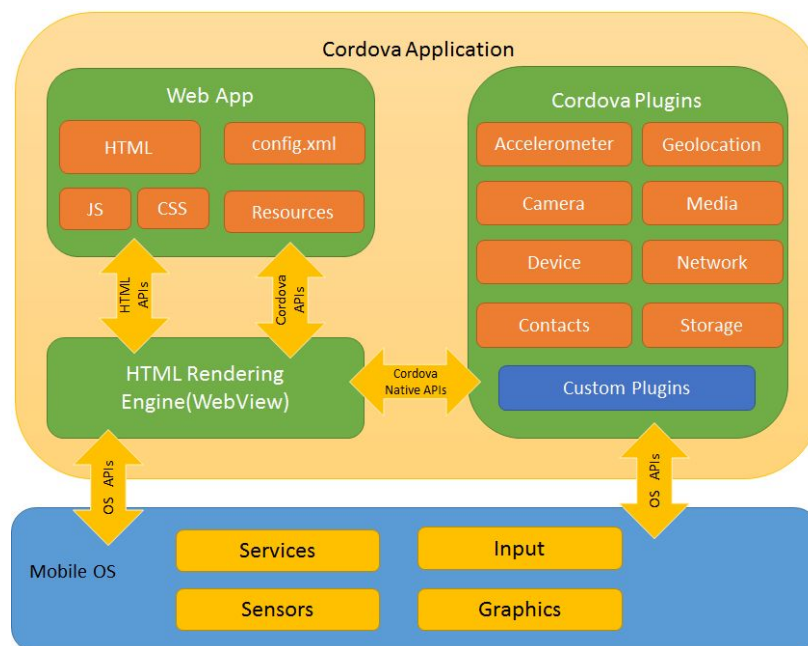 Cordova Application
Web App
HTML
config.xml
JS
CSS
Resources
HTML
APIs
Cordova
APIs
HTML Rendering
Engine(WebView)
Cordova
Native APIs
Cordova Plugins
Accelerometer
Geolocation
Camera
Media
Device
Network
Contacts
Storage
Custom Plugins
OS APIs
OS APIs
Mobile OS
Services
Input
Sensors
Graphics